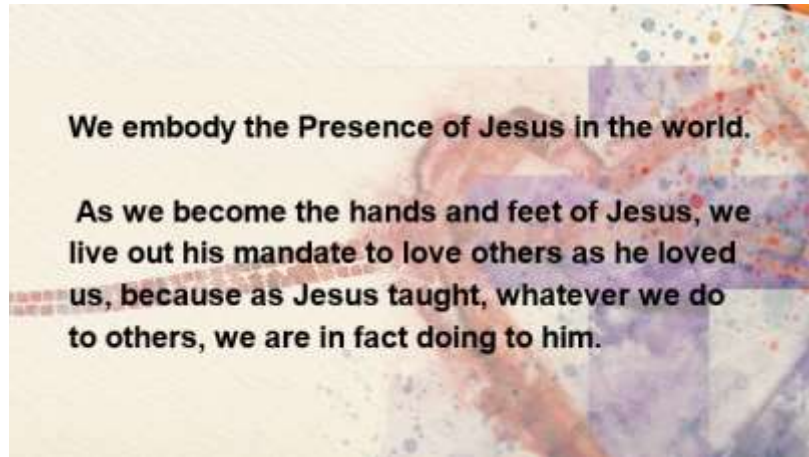 We embody the Presence of Jesus in the world.
As we become the hands and feet of Jesus, we
live out his mandate to love others as he loved
us, because as Jesus taught, whatever we do
to others, we are in fact doing to him.